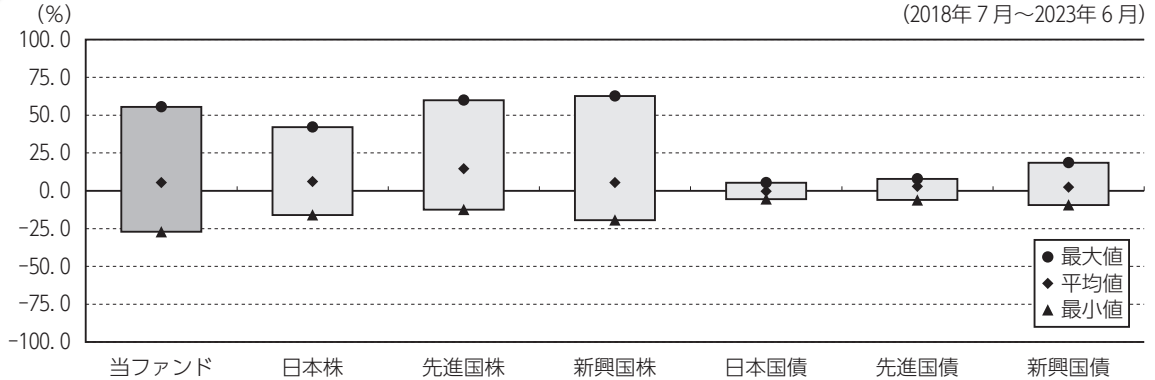 (%)
(2018年7月~2023年6月)
100.0
75.0
50.0
25.0
0.0
-25.0
-50.0
-75.0
-100.0
● 最大値
◆ 平均値
▲ 最小値
当ファンド 日本株 先進国株 新興国株 日本国債 先進国債 新興国債